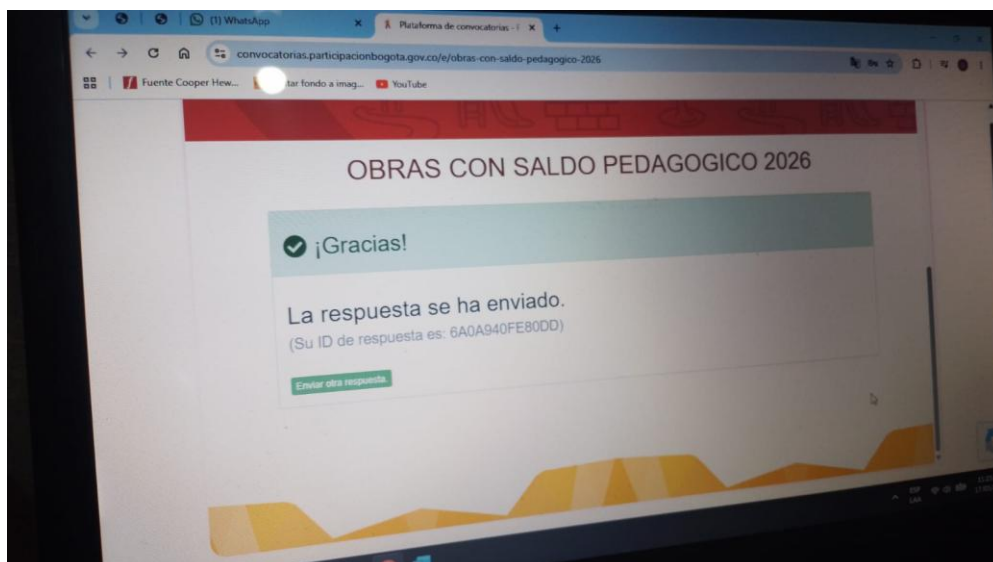 (1) WhatsApp
Plataforma de convocatorias -
convocatorias.participacionbogota.gov.co/e/obras-con-saldo-pedagogico-2026
Fuente Cooper Hew...
tar fondo a imag...
YouTube
OBRAS CON SALDO PEDAGOGICO 2026
¡Gracias!
La respuesta se ha enviado.
(Su ID de respuesta es: 6A0A940FE80DD)
Enviar otra respuesta.
ESP
LAA